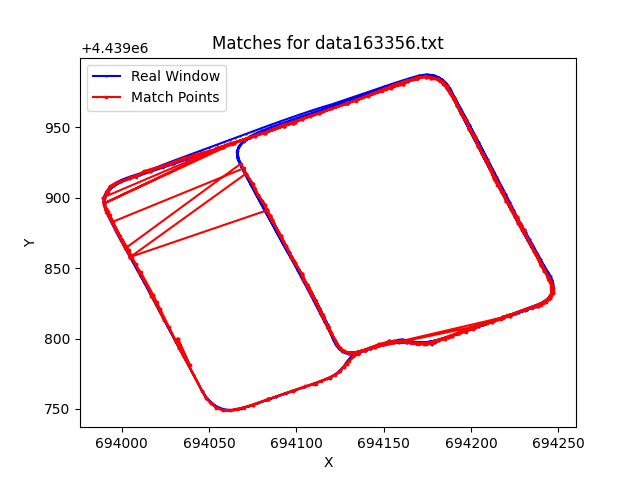 Matches for data163356.txt
+4.439e6
Real Window
Match Points
950
900
850
800
750
Y
694000 694050 694100 694150 694200 694250
X